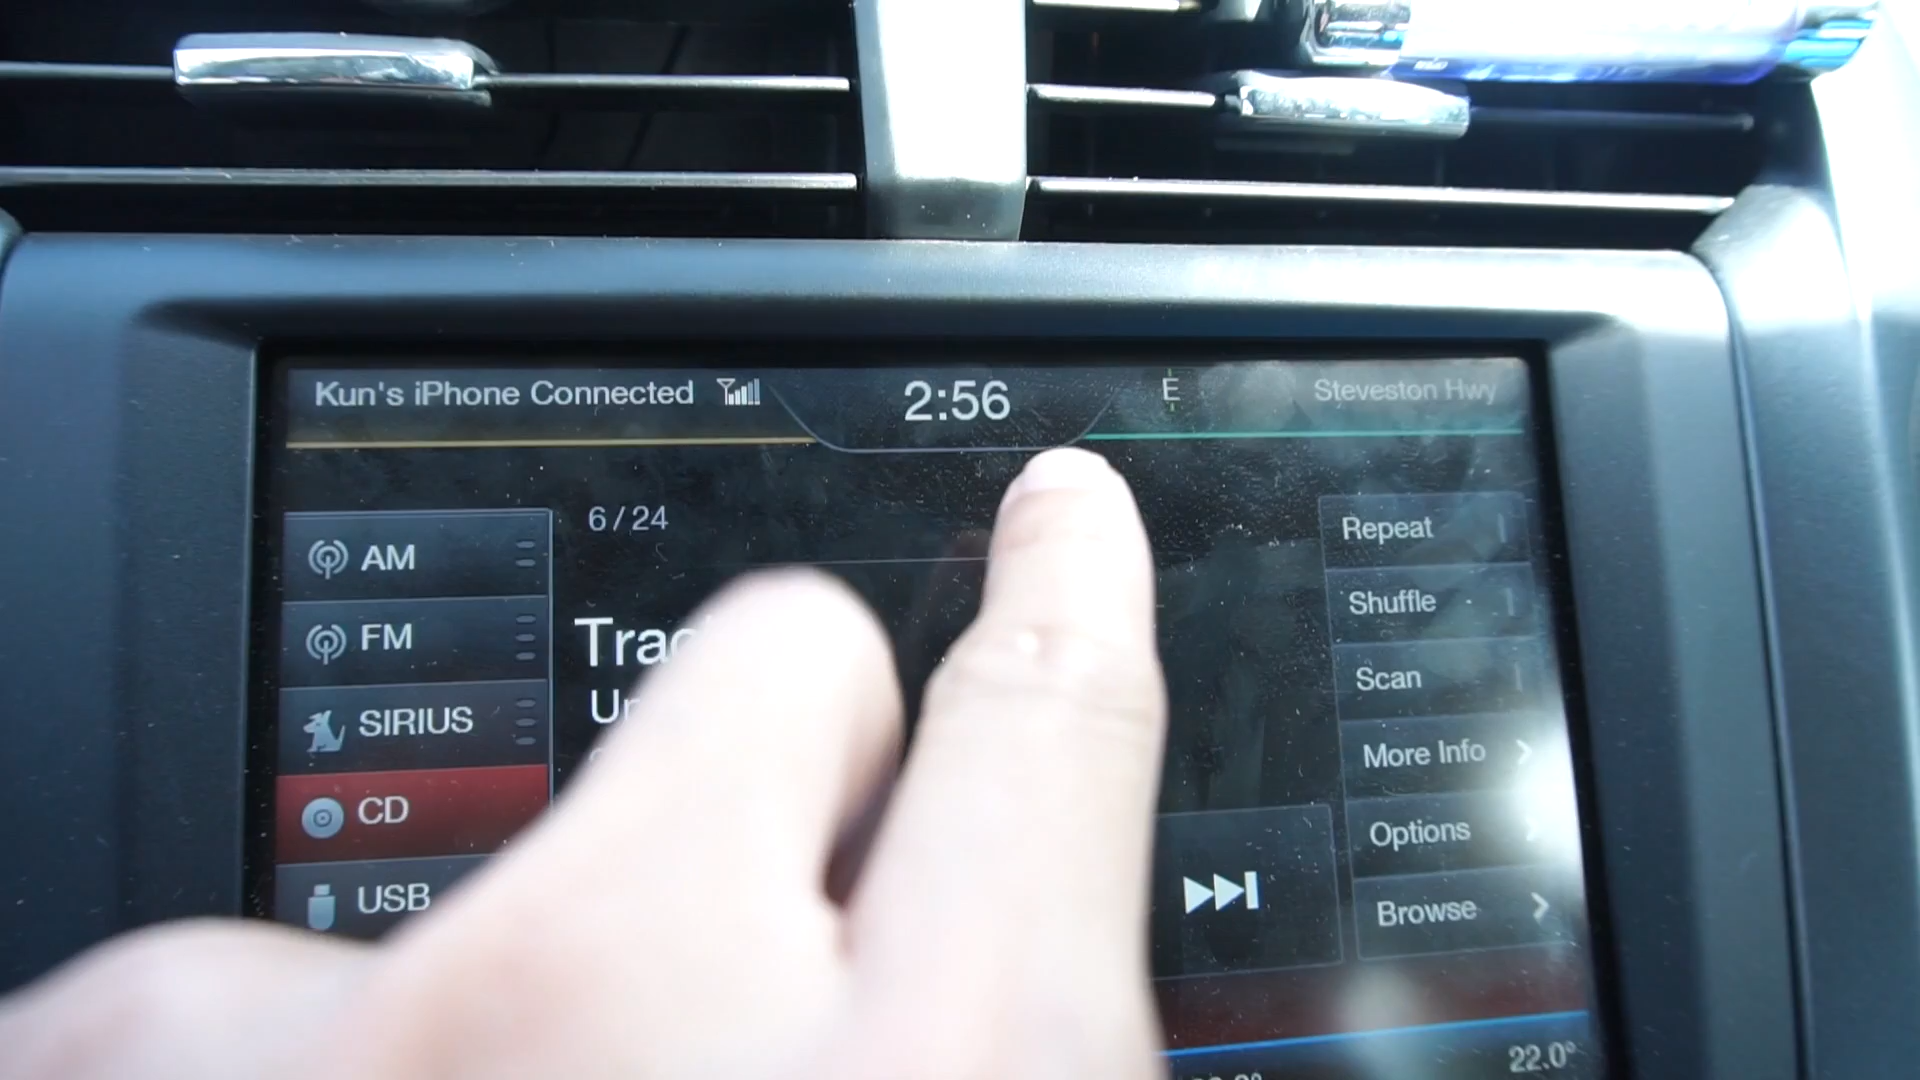 Kun's iPhone Connected
2:56
E
Steveston Hwy
6/24
AM
FM
SIRIUS
CD
USB
Repeat
Shuffle
Scan
More Info
Options
Browse
22.0°